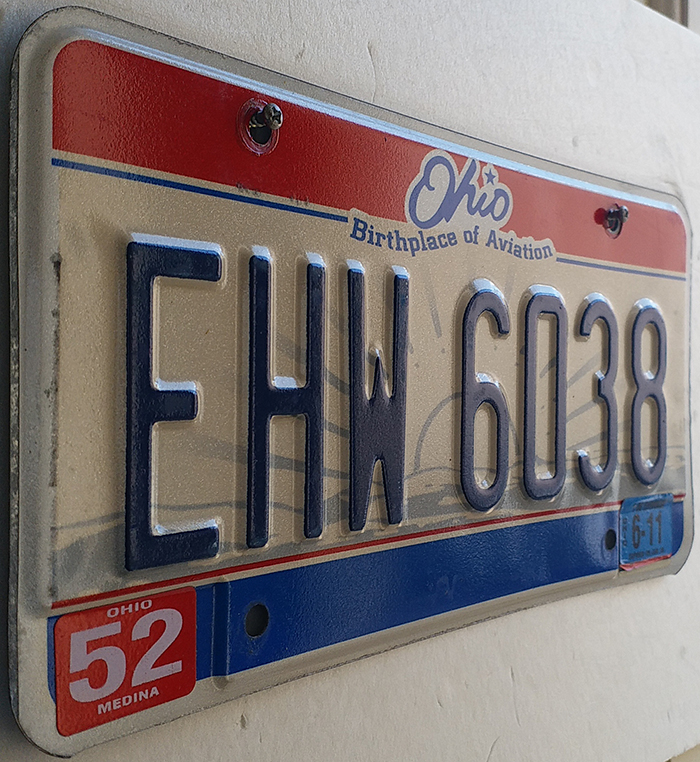 Ohio
Birthplace of Aviation
EHW 6038
6-11
OHIO
52
MEDINA